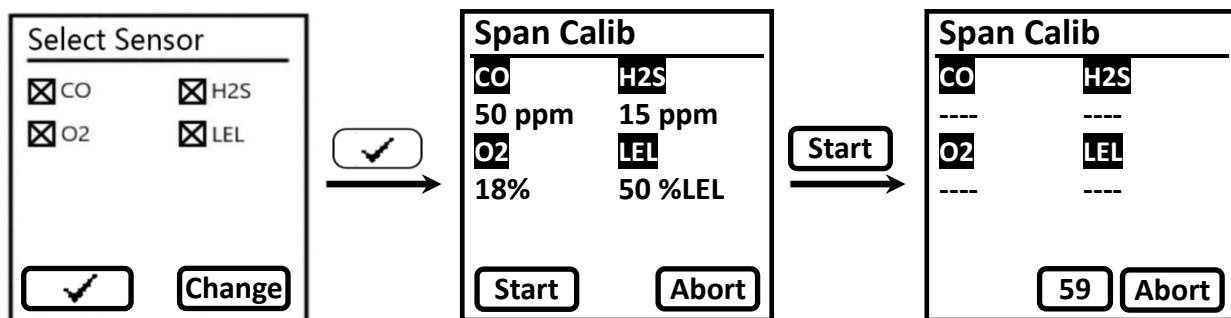 Select Sensor
CO H2S
O2 LEL
✓ Change
✓
Span Calib
CO H2S
50 ppm 15 ppm
O2 LEL
18% 50 %LEL
Start Abort
Start
Span Calib
CO H2S
---- ----
O2 LEL
---- ----
59 Abort